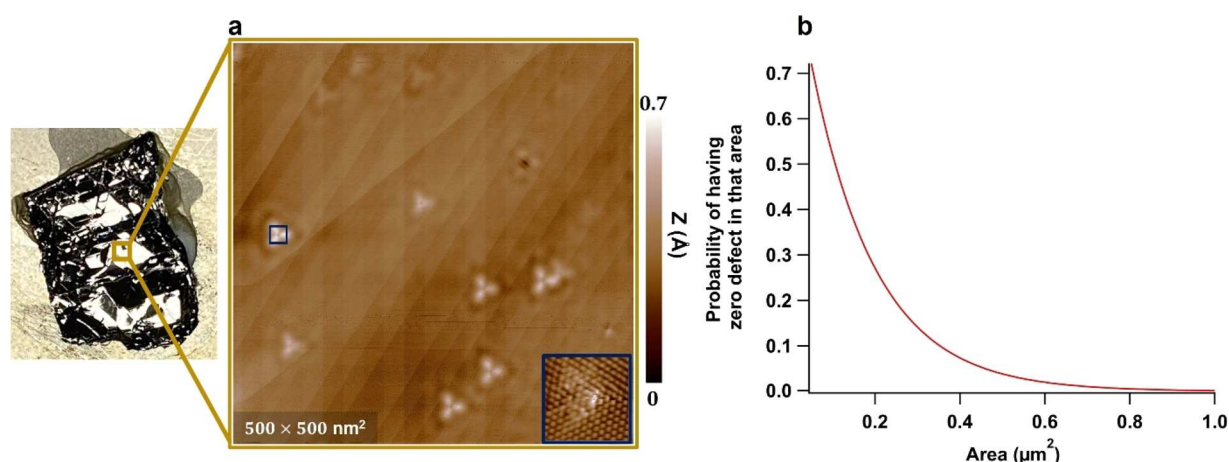 a
0.7
Z (Å)
0
500 × 500 nm²
b
Probability of having
zero defect in that area
0.7
0.6
0.5
0.4
0.3
0.2
0.1
0.0
0.2
0.4
0.6
0.8
1.0
Area (μm²)